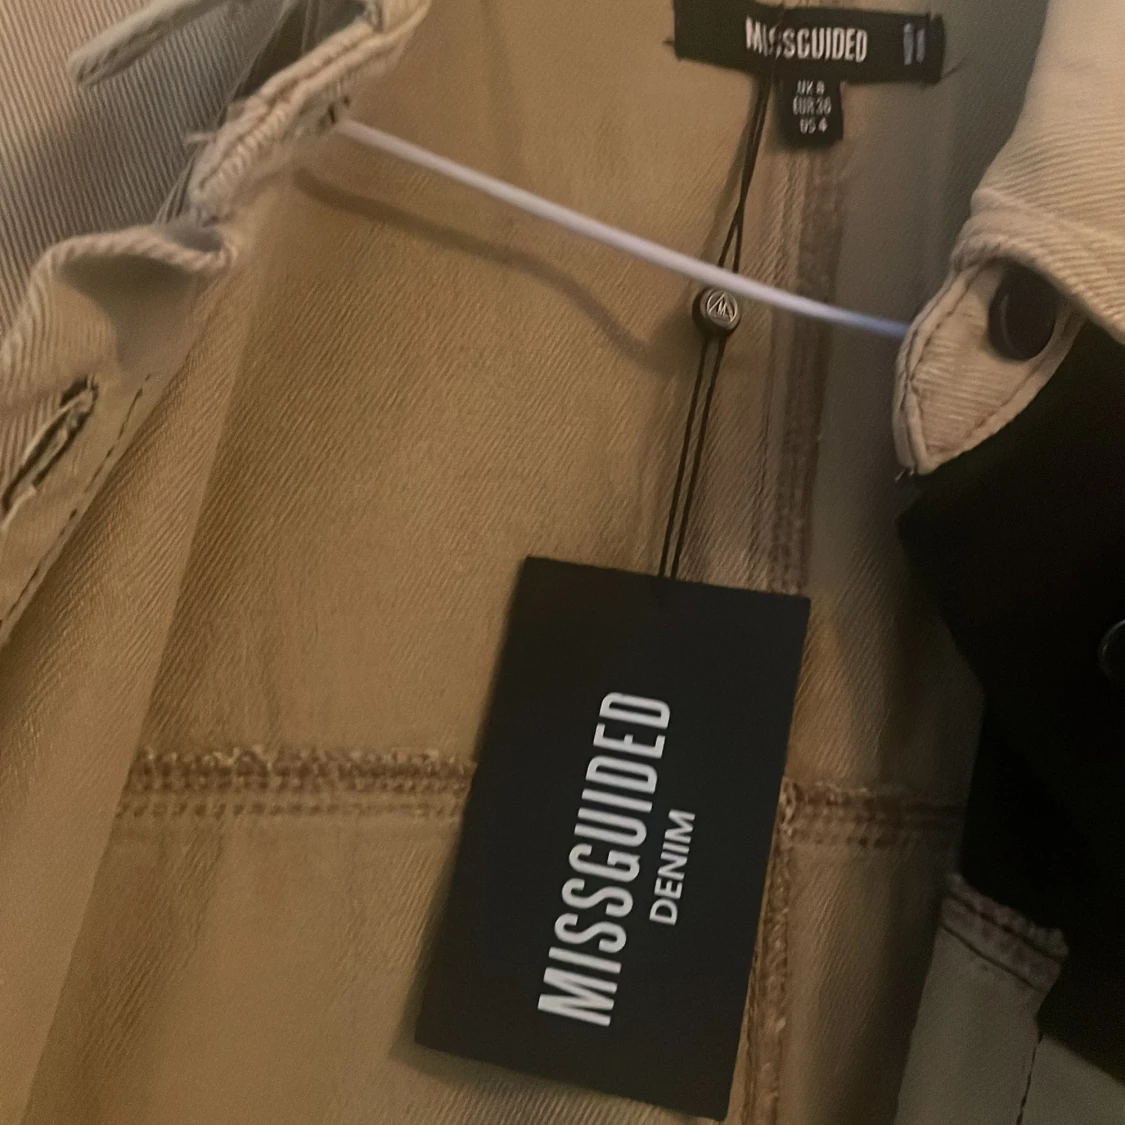 MISSGUIDED
UK 8
EUR 36
US 4
MISSGUIDED
DENIM